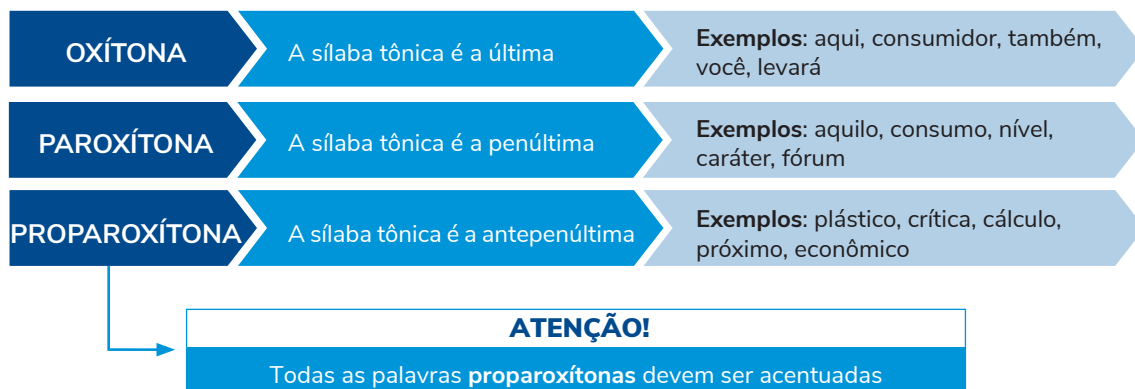 OXÍTONA
A sílaba tônica é a última
Exemplos: aqui, consumidor, também,
você, levará
PAROXÍTONA
A sílaba tônica é a penúltima
Exemplos: aquilo, consumo, nível,
caráter, fórum
PROPAROXÍTONA
A sílaba tônica é a antepenúltima
Exemplos: plástico, crítica, cálculo,
próximo, econômico
ATENÇÃO!
Todas as palavras proparoxítonas devem ser acentuadas